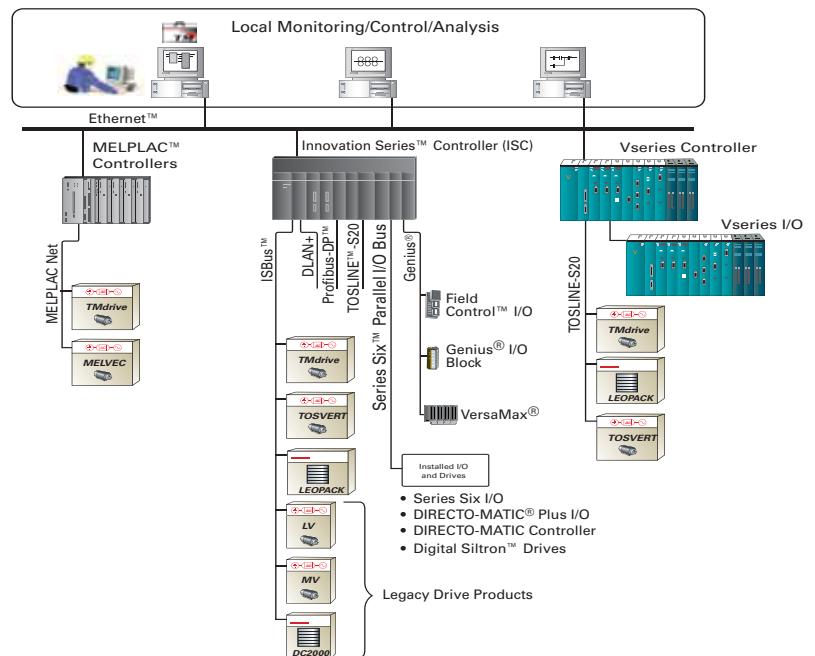 Local Monitoring/Control/Analysis
Ethernet™
MELPLAC™
Controllers
Innovation Series™ Controller (ISC)
Vseries Controller
Vseries I/O
MELPLAC Net
TMdrive
MELVEC
ISBus™
DLAN+
Profibus-DP™
TOSLINE™-S20
Series Six™ Parallel I/O Bus
Genius®
TMdrive
TOSVERT
LEOPACK
LV
MV
DC2000
Legacy Drive Products
Field
Control™ I/O
Genius® I/O
Block
VersaMax®
Installed I/O
and Drives
• Series Six I/O
• DIRECTO-MATIC® Plus I/O
• DIRECTO-MATIC Controller
• Digital Siltron™ Drives
TOSLINE-S20
TMdrive
LEOPACK
TOSVERT